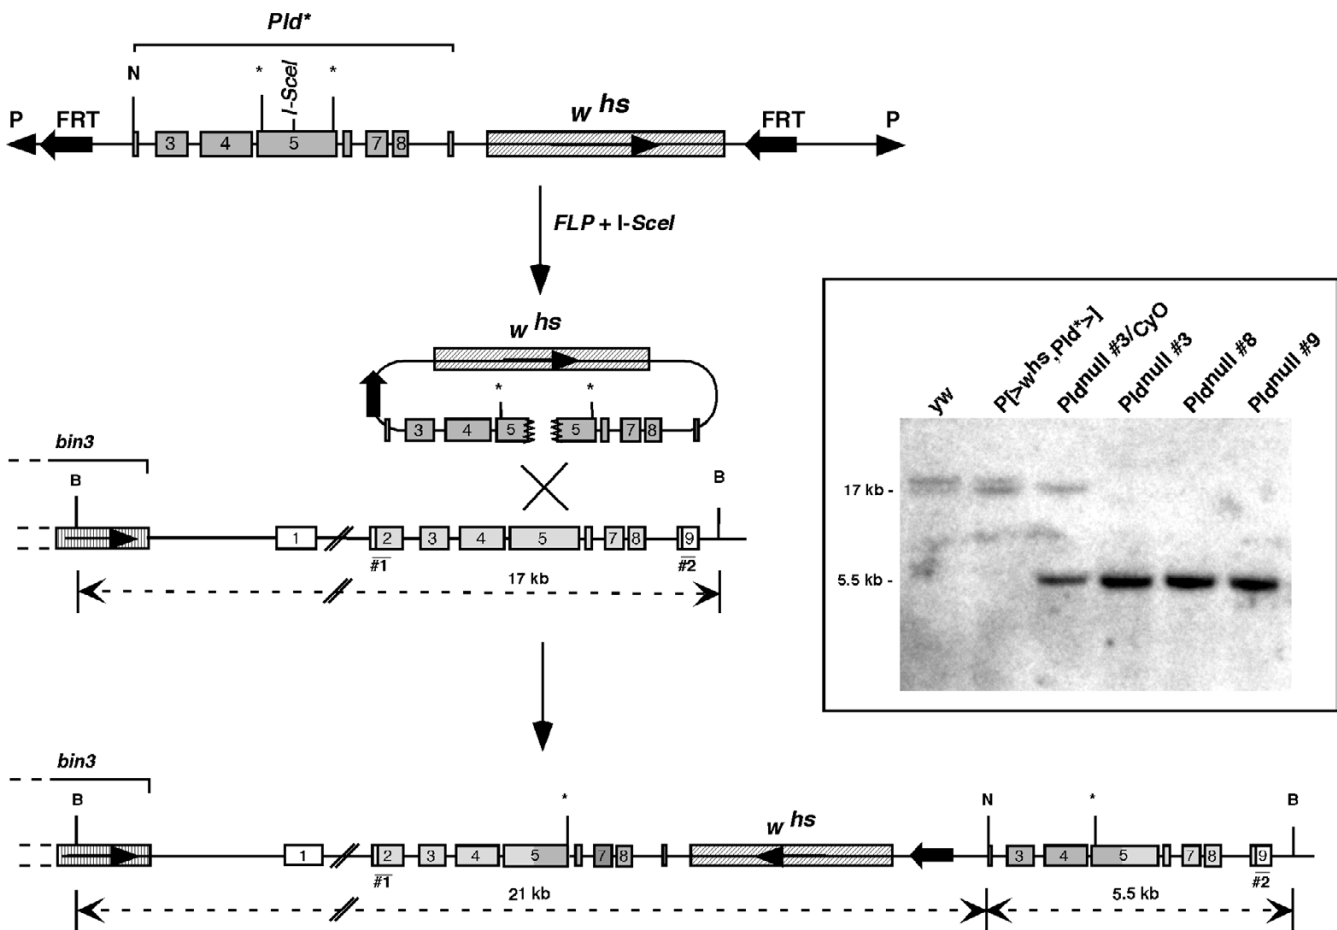 Pld*
N * I-SceI *
P FRT w hs FRT P
3 4 5 7 8
FLP + I-SceI
w hs
* *
3 4 5 5 7 8
bin3
B B
1 2 3 4 5 7 8 9
#1 #2
17 kb
bin3
B * w hs N * B
1 2 3 4 5 7 8 3 4 5 7 8 9
#1 #2
21 kb 5.5 kb
yw
P[>whs,Pld*>]
Pldnull #3/CyO
Pldnull #3
Pldnull #8
Pldnull #9
17 kb -
5.5 kb -